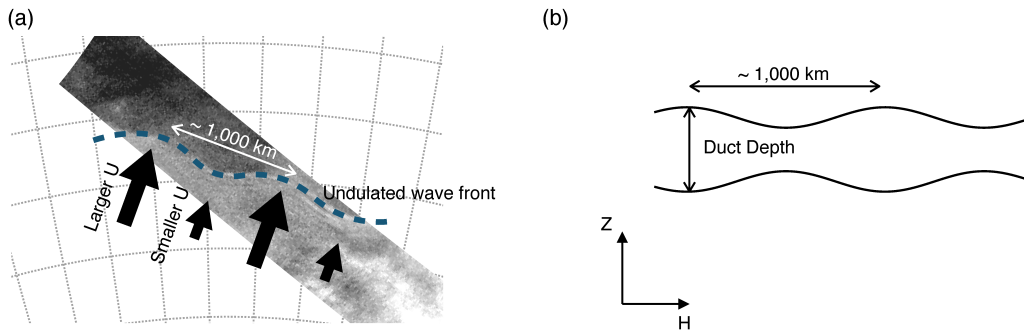 (a)
~ 1,000 km
Larger U
Smaller U
Undulated wave front
(b)
~ 1,000 km
Duct Depth
Z
H